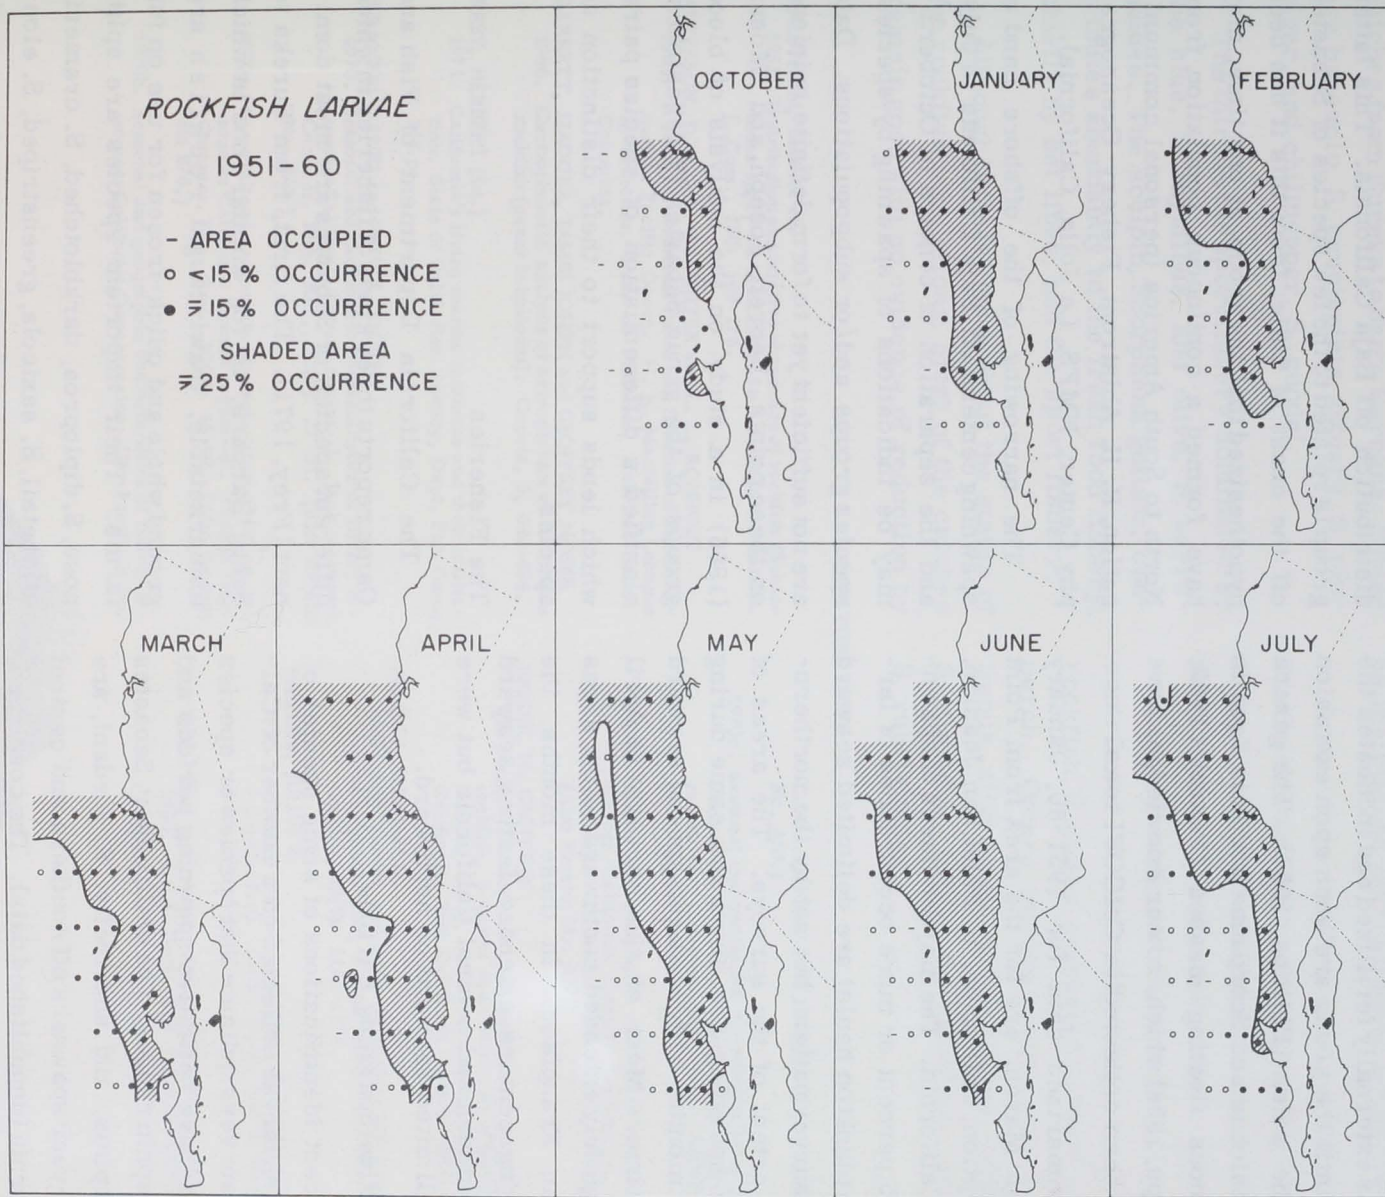 ROCKFISH LARVAE
1951-60
- AREA OCCUPIED
○ <15 % OCCURRENCE
● ⩾15 % OCCURRENCE
SHADED AREA
⩾25 % OCCURRENCE
OCTOBER
JANUARY
FEBRUARY
MARCH
APRIL
MAY
JUNE
JULY